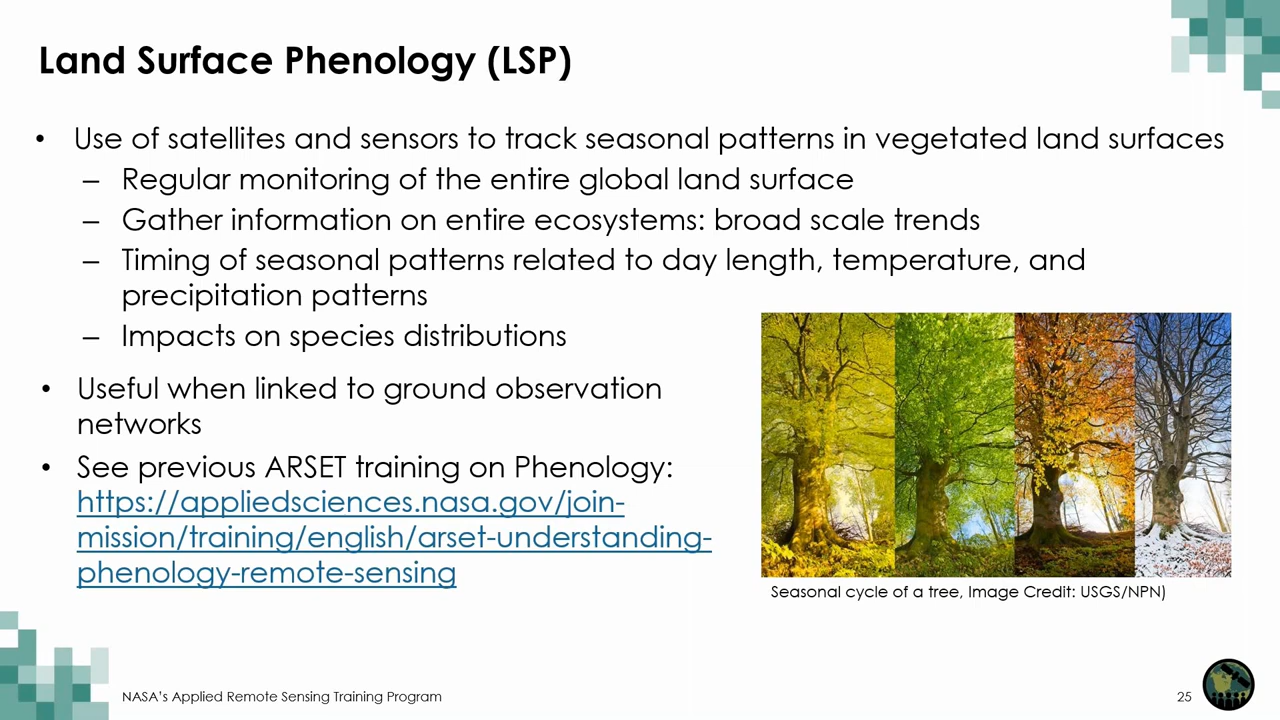 Land Surface Phenology (LSP)
• Use of satellites and sensors to track seasonal patterns in vegetated land surfaces
– Regular monitoring of the entire global land surface
– Gather information on entire ecosystems: broad scale trends
– Timing of seasonal patterns related to day length, temperature, and
precipitation patterns
– Impacts on species distributions
• Useful when linked to ground observation
networks
• See previous ARSET training on Phenology:
https://appliedsciences.nasa.gov/join-
mission/training/english/arset-understanding-
phenology-remote-sensing
Seasonal cycle of a tree, Image Credit: USGS/NPN)
NASA’s Applied Remote Sensing Training Program
25